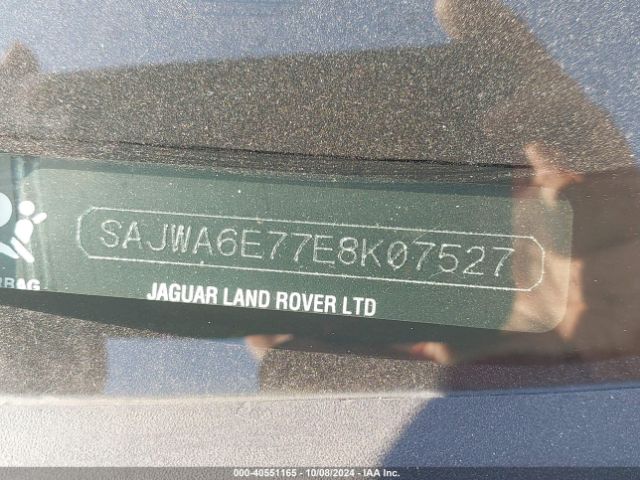 SAJWA6E77E8K07527
JAGUAR LAND ROVER LTD
000-40551165 - 10/08/2024 - IAA Inc.